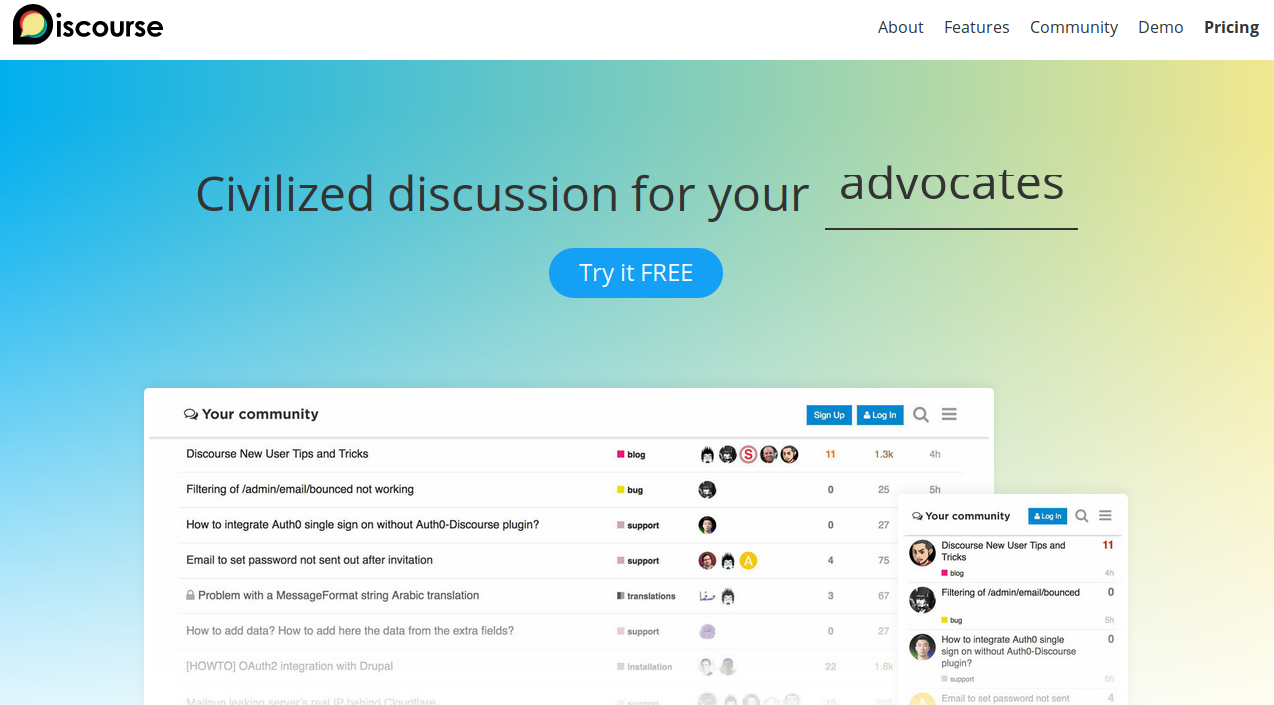 Discourse
About Features Community Demo Pricing
Civilized discussion for your advocates
Try it FREE
Your community
Sign Up Log In
Discourse New User Tips and Tricks blog S 11 1.3k 4h
Filtering of /admin/email/bounced not working bug 0 25 5h
How to integrate Auth0 single sign on without Auth0-Discourse plugin? support 0 27
Email to set password not sent out after invitation support A 4 75
Problem with a MessageFormat string Arabic translation translations 3 67
How to add data? How to add here the data from the extra fields? support 0 27
[HOWTO] OAuth2 integration with Drupal installation 22 1.6k
Mailgun leaking server's real IP behind Cloudflare support 10
Your community Log In
Discourse New User Tips and 11
Tricks
blog 4h
Filtering of /admin/email/bounced 0
bug 5h
How to integrate Auth0 single 0
sign on without Auth0-Discourse
plugin?
support 6h
A Email to set password not sent 4